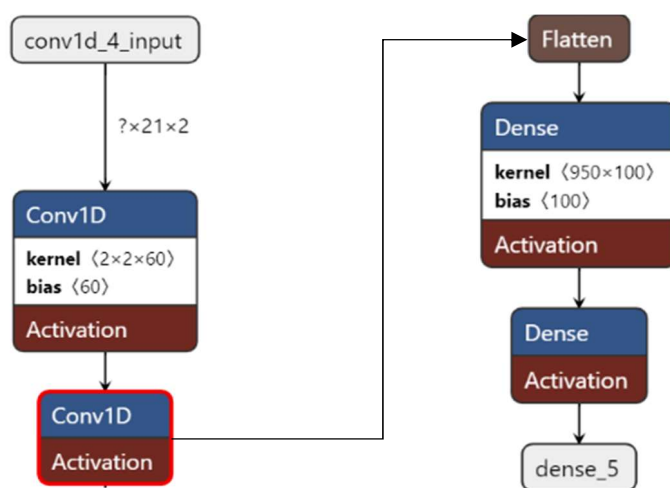 conv1d_4_input
?×21×2
Conv1D
kernel ⟨2×2×60⟩
bias ⟨60⟩
Activation
Conv1D
Activation
Flatten
Dense
kernel ⟨950×100⟩
bias ⟨100⟩
Activation
Dense
Activation
dense_5